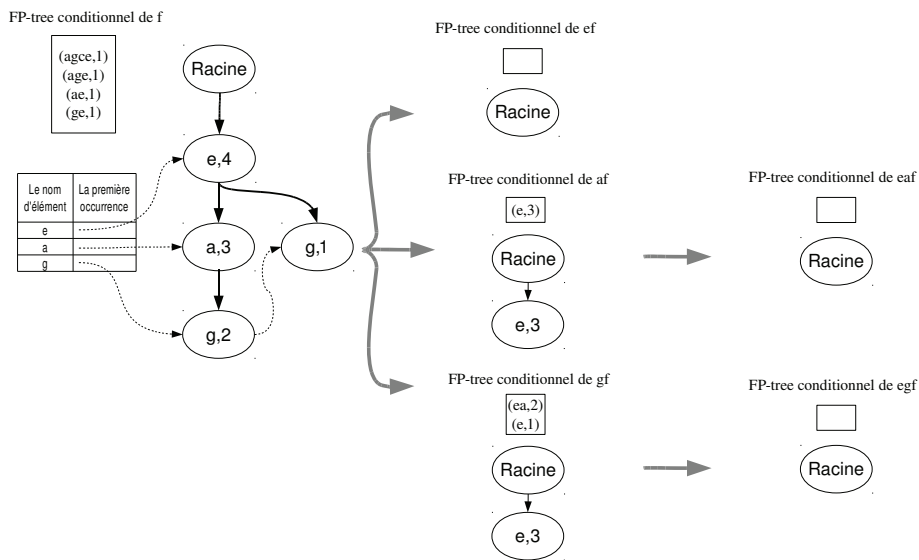 FP-tree conditionnel de f
(agce,1)
(age,1)
(ae,1)
(ge,1)
Racine
e,4
Le nom d'élément
La première occurrence
e
a
g
a,3
g,1
g,2
FP-tree conditionnel de ef
Racine
FP-tree conditionnel de af
(e,3)
Racine
e,3
FP-tree conditionnel de eaf
Racine
FP-tree conditionnel de gf
(ea,2)
(e,1)
Racine
e,3
FP-tree conditionnel de egf
Racine